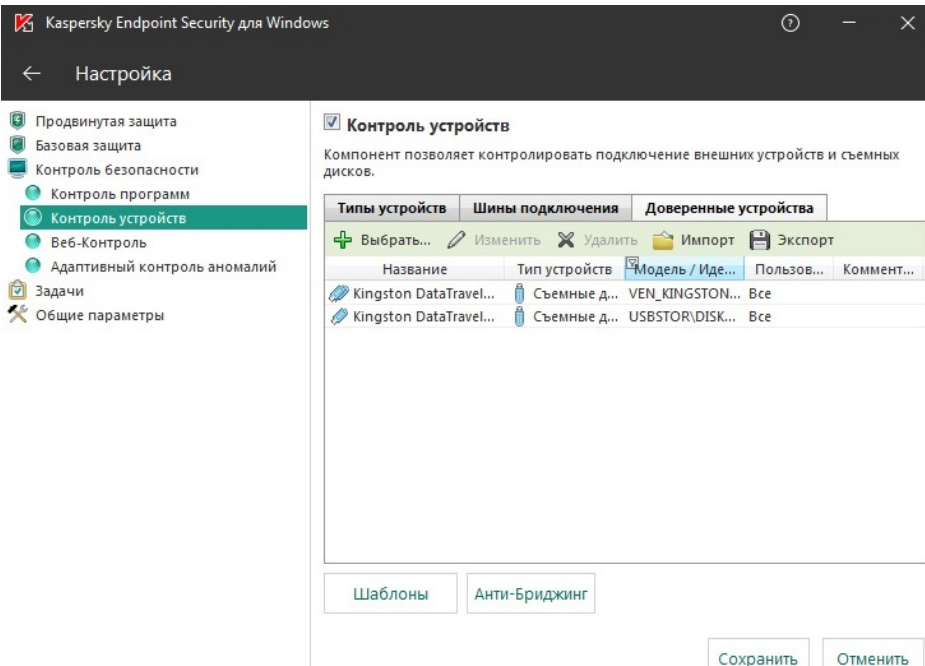 Kaspersky Endpoint Security для Windows
Настройка
Продвинутая защита
Базовая защита
Контроль безопасности
Контроль программ
Контроль устройств
Веб-Контроль
Адаптивный контроль аномалий
Задачи
Общие параметры
Контроль устройств
Компонент позволяет контролировать подключение внешних устройств и съемных
дисков.
Типы устройств Шины подключения Доверенные устройства
Выбрать... Изменить Удалить Импорт Экспорт
Название Тип устройств Модель / Иде... Пользов... Коммент...
Kingston DataTravel... Съемные д... VEN_KINGSTON... Все
Kingston DataTravel... Съемные д... USBSTOR\DISK... Все
Шаблоны Анти-Бриджинг
Сохранить Отменить